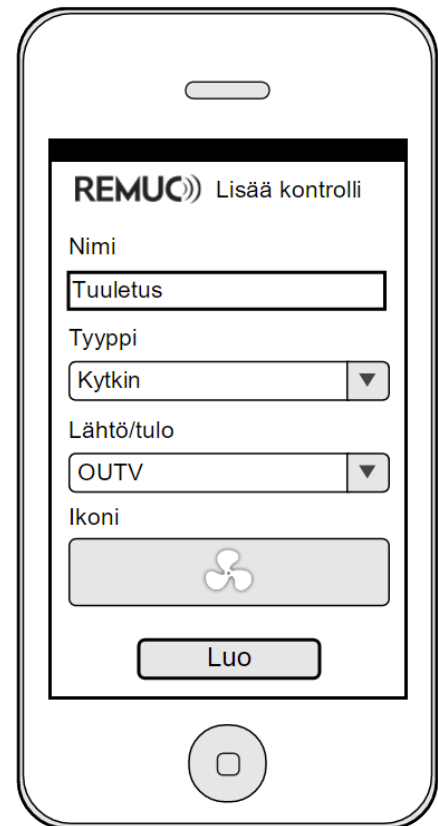 REMUC Lisää kontrolli
Nimi
Tuuletus
Tyyppi
Kytkin
Lähtö/tulo
OUTV
Ikoni
Luo